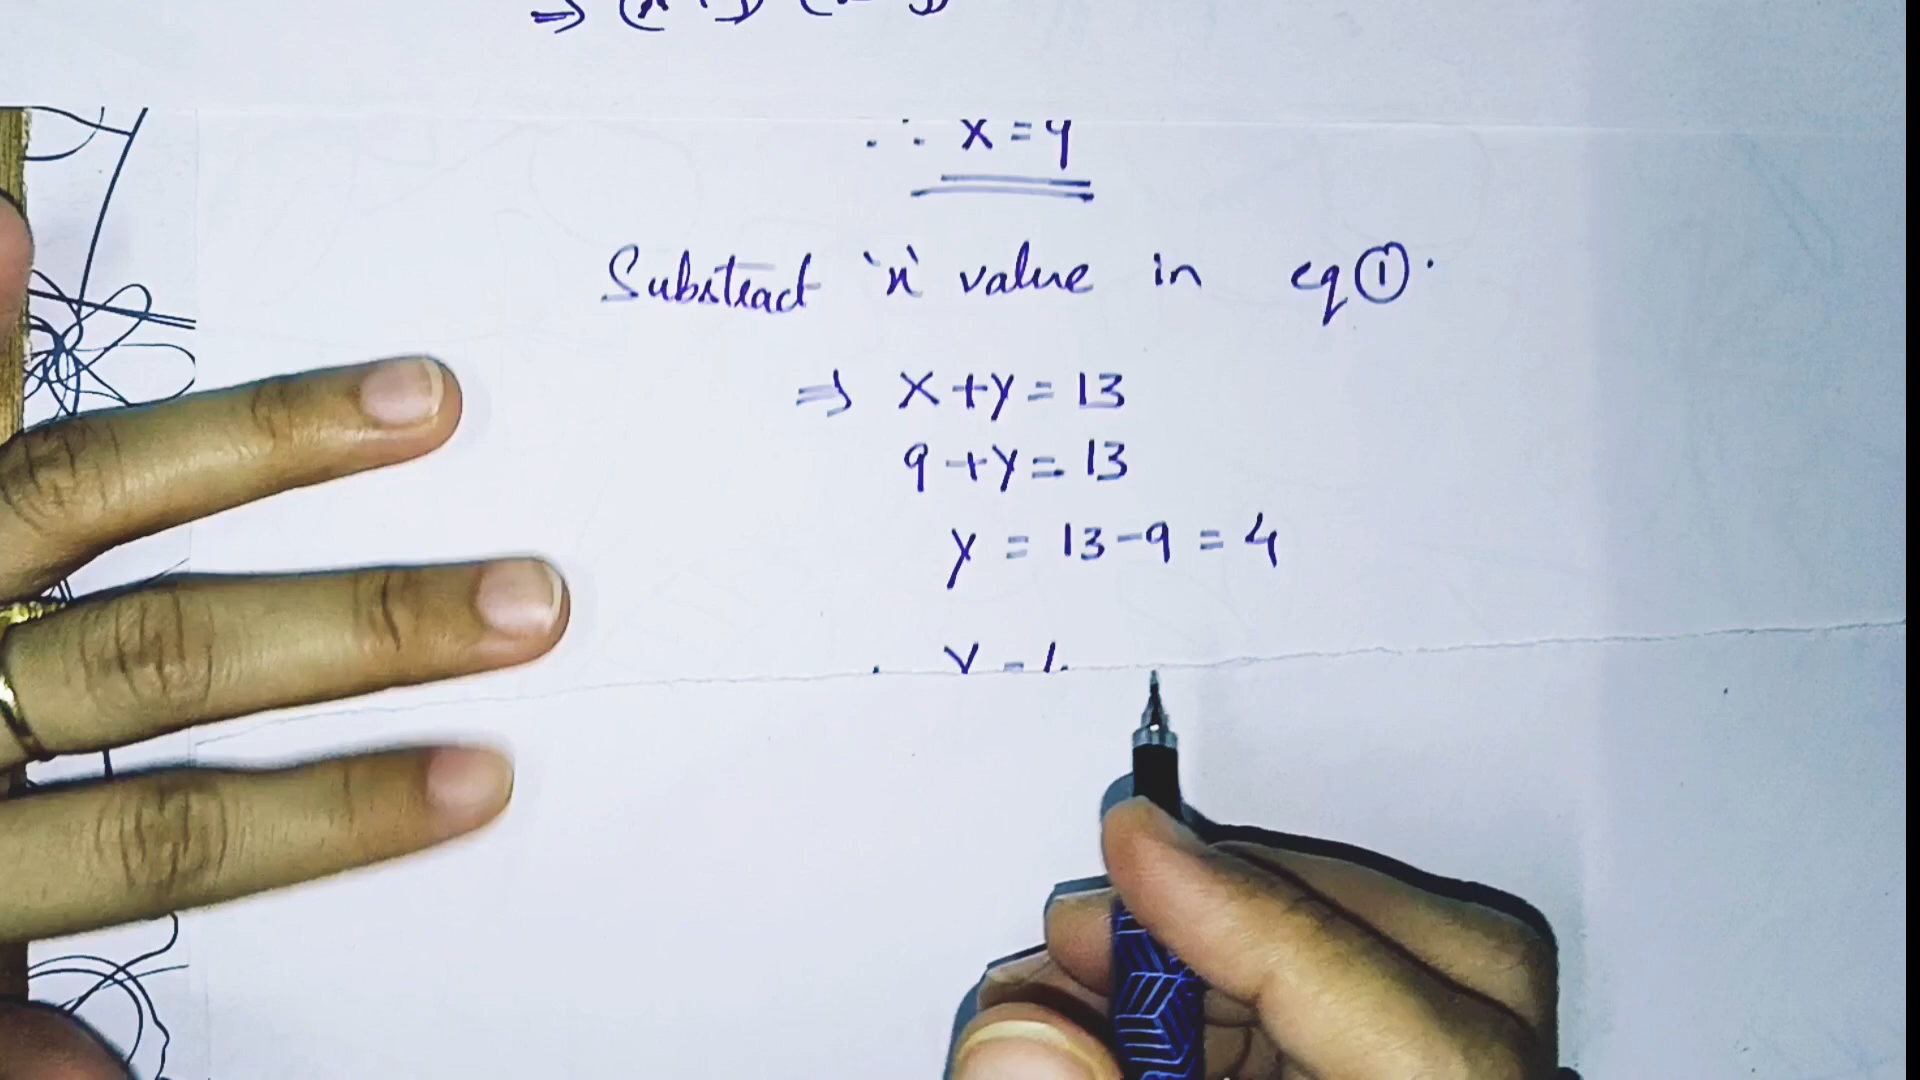 ∴ x = 9
Substract 'x' value in eq ①.
⇒ x + y = 13
9 + y = 13
y = 13 - 9 = 4